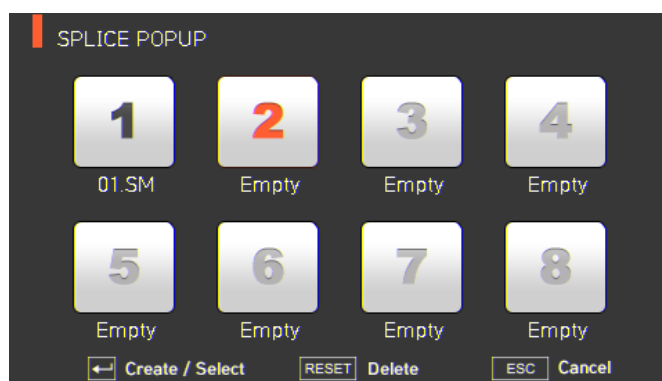 SPLICE POPUP
1 2 3 4
01.SM Empty Empty Empty
5 6 7 8
Empty Empty Empty Empty
Create / Select RESET Delete ESC Cancel